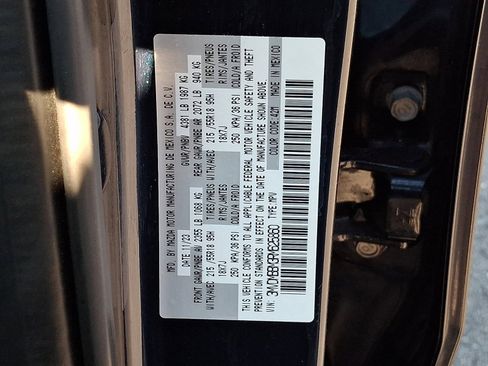 MFD. BY MAZDA MOTOR MANUFACTURING DE MEXICO S.A. DE C.V.
DATE 11/23 GVWR/PNBV 4381 LB 1987 KG
FRONT GAWR/PNBE AV 2355 LB 1068 KG REAR GAWR/PNBE AR 2072 LB 940 KG
WITH/AVEC 215/55R18 95H TIRES/PNEUS WITH/AVEC 215/55R18 95H TIRES/PNEUS
18X7J RIMS/JANTES 18X7J RIMS/JANTES
250 KPA/36 PSI COLD/A FROID 250 KPA/36 PSI COLD/A FROID
THIS VEHICLE CONFORMS TO ALL APPLICABLE FEDERAL MOTOR VEHICLE SAFETY AND THEFT
PREVENTION STANDARDS IN EFFECT ON THE DATE OF MANUFACTURE SHOWN ABOVE
VIN: TYPE: MPV COLOR CODE: 42M MADE IN MEXICO